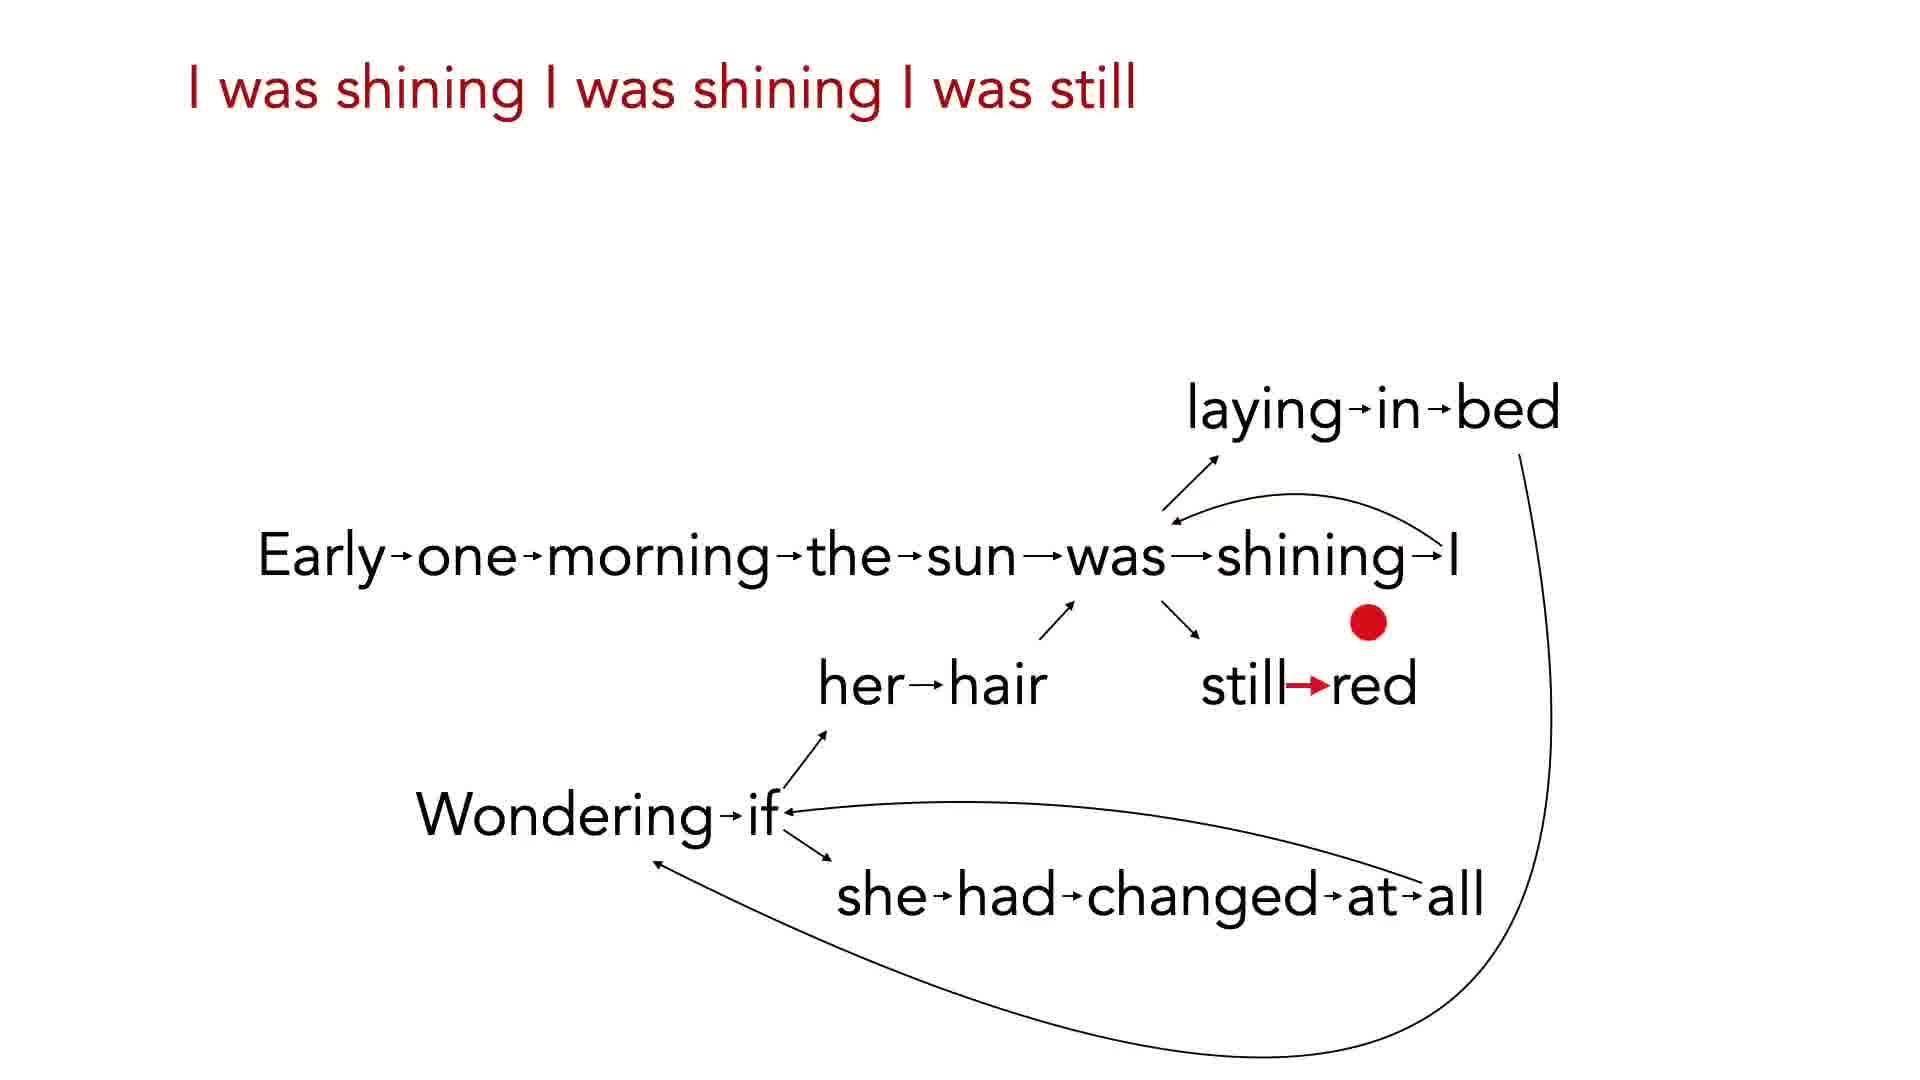 I was shining I was shining I was still
laying in bed
Early one morning the sun was shining I
her hair still red
Wondering if
she had changed at all